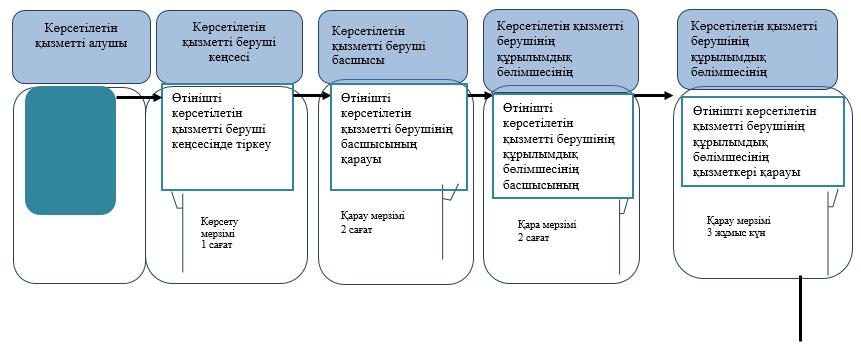 Көрсетілетін
қызметті алушы
Көрсетілетін
қызметті беруші
кеңсесі
Көрсетілетін
қызметті беруші
басшысы
Көрсетілетін қызметті
берушінің
құрылымдық
бөлімшесінің
Көрсетілетін қызметті
берушінің
құрылымдық
бөлімшесінің
Өтінішті
көрсетілетін
қызметті беруші
кеңсесінде тіркеу
Өтінішті
көрсетілетін
қызметті берушінің
басшысының
қарауы
Өтінішті
көрсетілетін
қызметті берушінің
құрылымдық
бөлімшесінің
басшысының
Өтінішті көрсетілетін
қызметті берушінің
құрылымдық
бөлімшесінің
қызметкері қарауы
Көрсету
мерзімі
1 сағат
Қарау мерзімі
2 сағат
Қара мерзімі
2 сағат
Қарау мерзімі
3 жұмыс күн